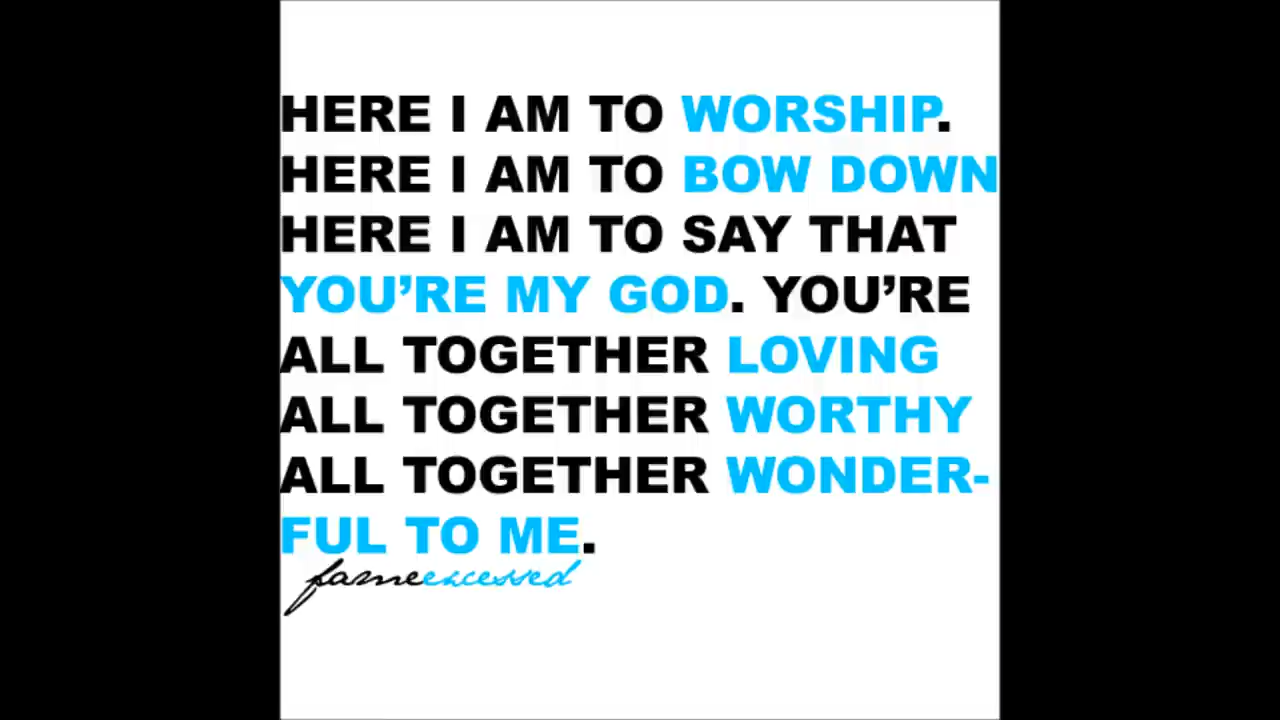 HERE I AM TO WORSHIP.
HERE I AM TO BOW DOWN
HERE I AM TO SAY THAT
YOU’RE MY GOD. YOU’RE
ALL TOGETHER LOVING
ALL TOGETHER WORTHY
ALL TOGETHER WONDER-
FUL TO ME.
fameexcessed